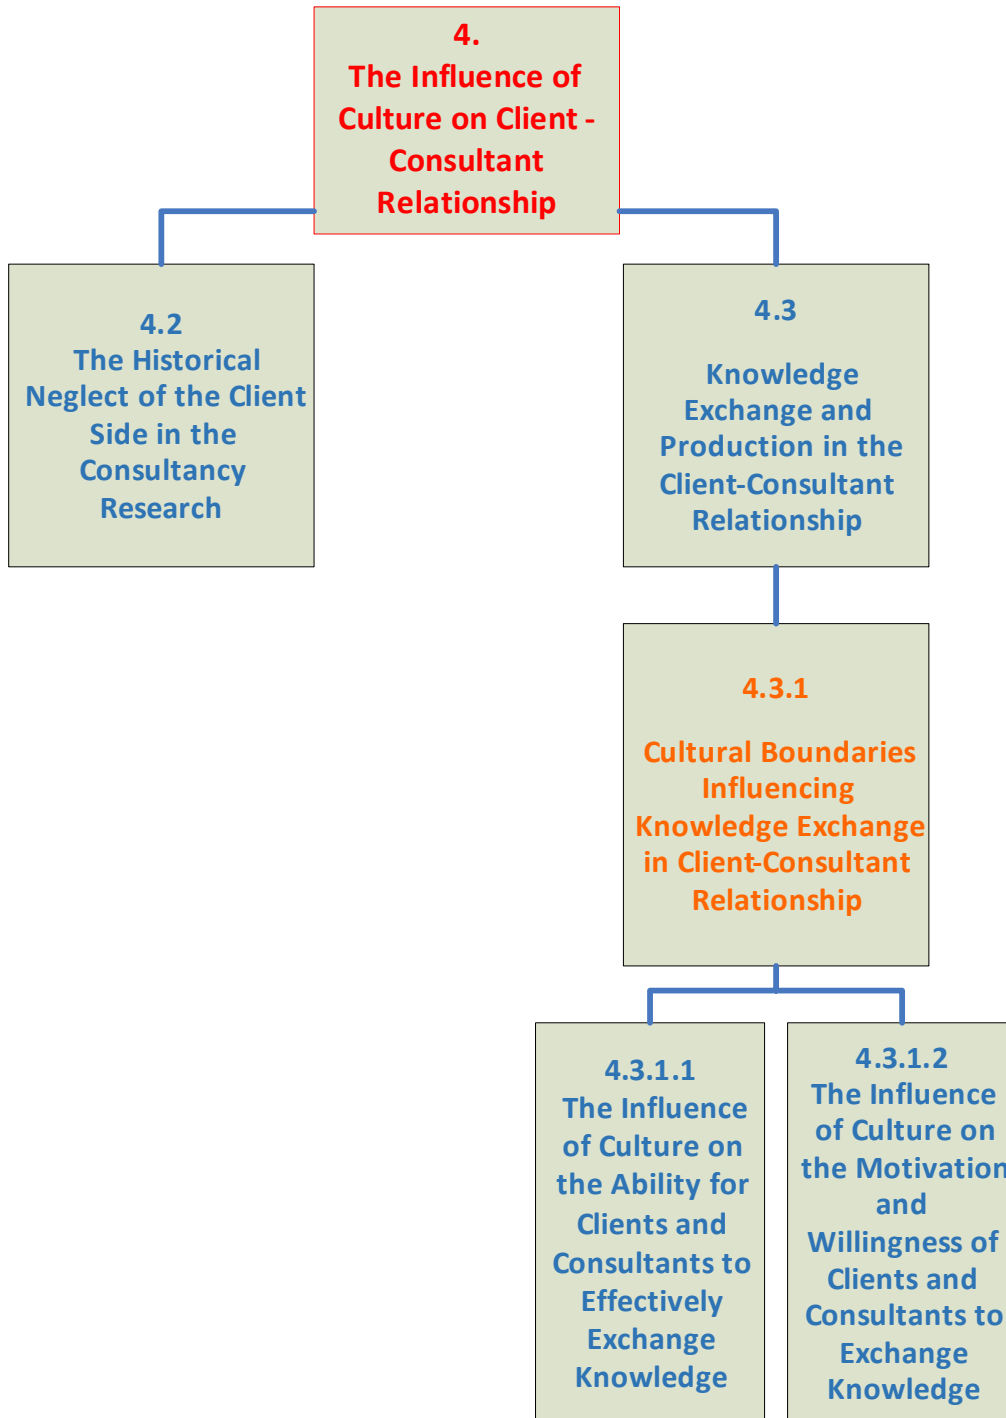 4.
The Influence of
Culture on Client -
Consultant
Relationship
4.2
The Historical
Neglect of the Client
Side in the
Consultancy
Research
4.3
Knowledge
Exchange and
Production in the
Client-Consultant
Relationship
4.3.1
Cultural Boundaries
Influencing
Knowledge Exchange
in Client-Consultant
Relationship
4.3.1.1
The Influence
of Culture on
the Ability for
Clients and
Consultants to
Effectively
Exchange
Knowledge
4.3.1.2
The Influence
of Culture on
the Motivation
and
Willingness of
Clients and
Consultants to
Exchange
Knowledge